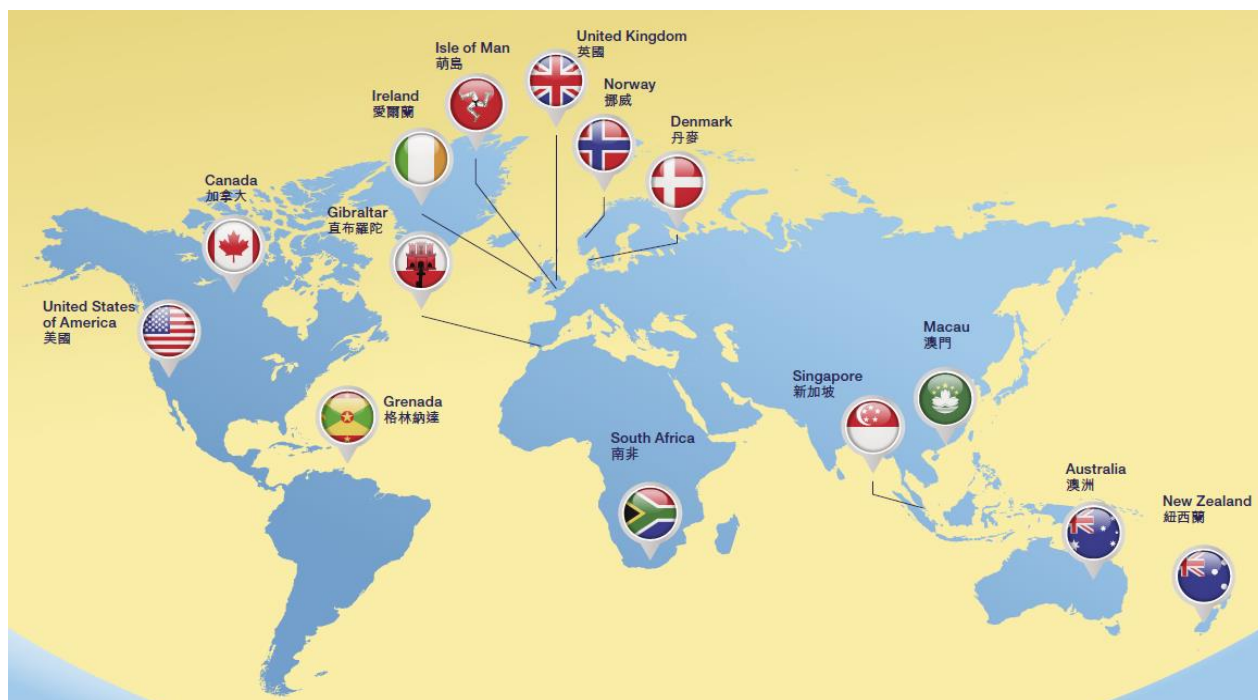 United Kingdom
英國
Isle of Man
萌島
Norway
挪威
Ireland
愛爾蘭
Denmark
丹麥
Canada
加拿大
Gibraltar
直布羅陀
United States
of America
美國
Macau
澳門
Singapore
新加坡
Grenada
格林納達
South Africa
南非
Australia
澳洲
New Zealand
紐西蘭